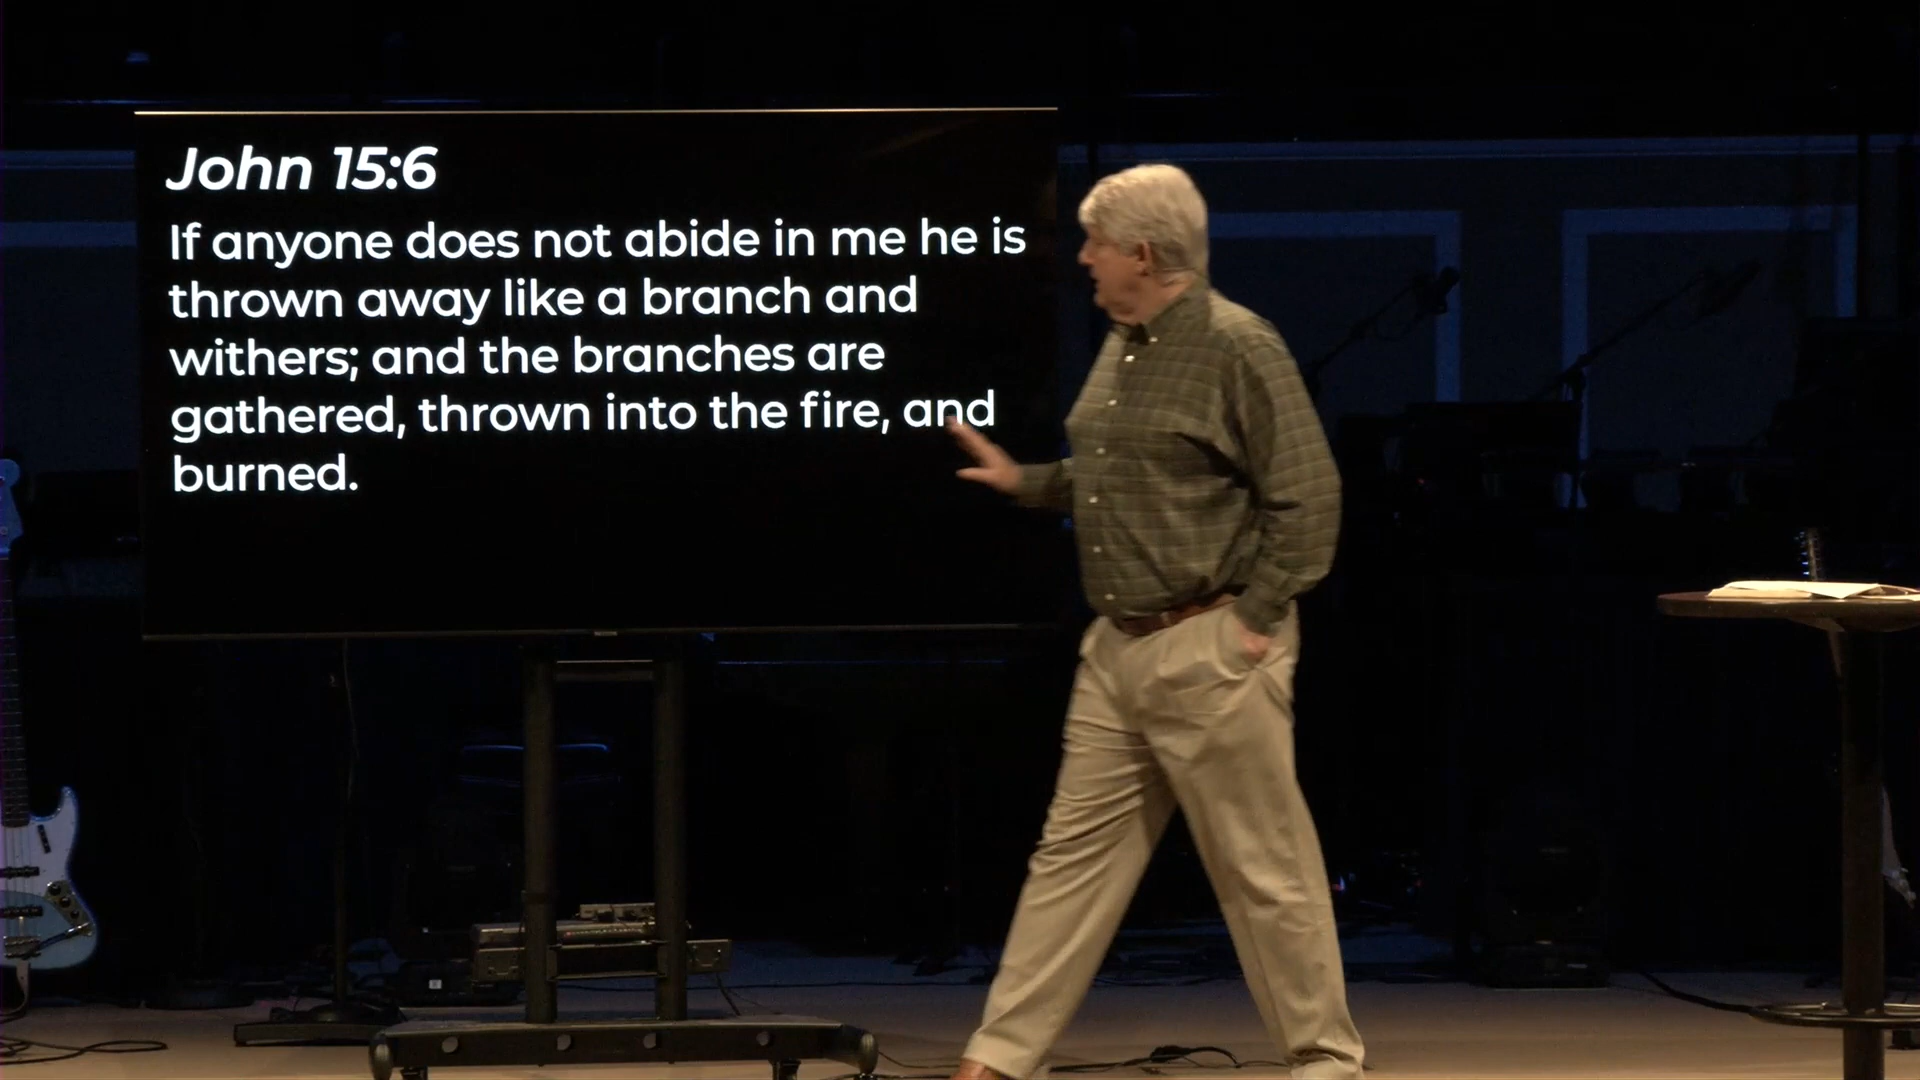 John 15:6
If anyone does not abide in me he is
thrown away like a branch and
withers; and the branches are
gathered, thrown into the fire, and
burned.